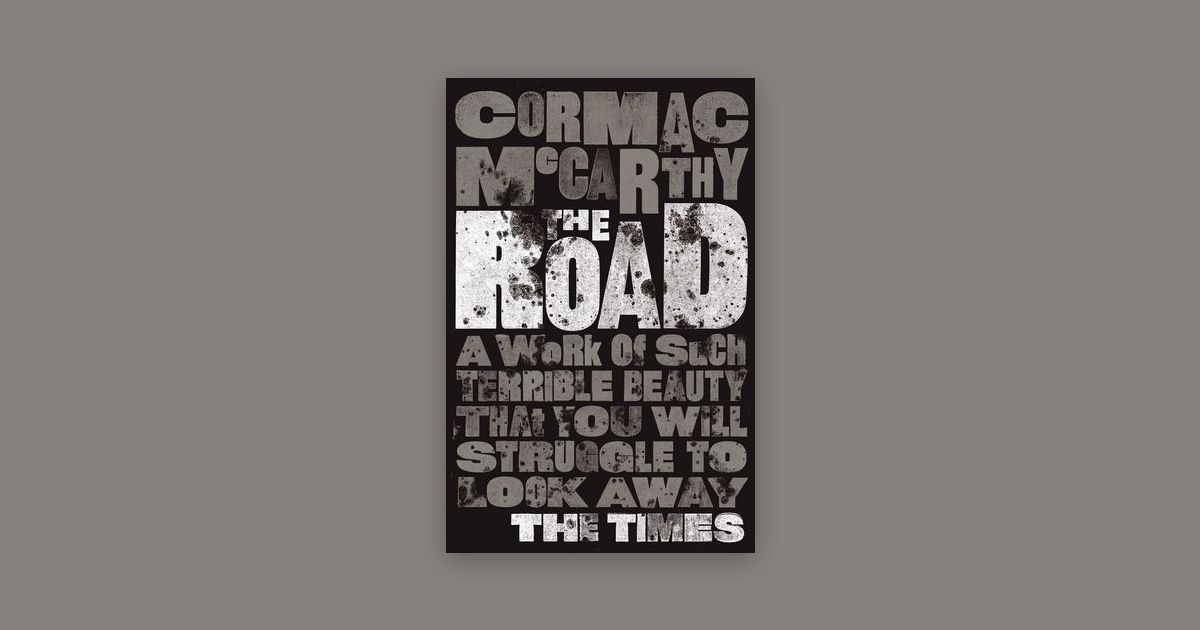 CORMAC
McCARTHY
THE
ROAD
A WORK OF SUCH
TERRIBLE BEAUTY
THAT YOU WILL
STRUGGLE TO
LOOK AWAY
THE TIMES